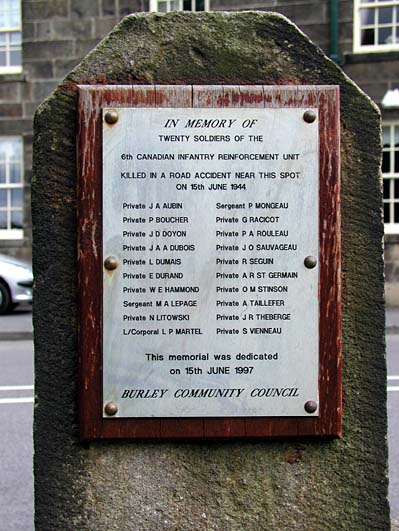 IN MEMORY OF
TWENTY SOLDIERS OF THE
6th CANADIAN INFANTRY REINFORCEMENT UNIT
KILLED IN A ROAD ACCIDENT NEAR THIS SPOT
ON 15th JUNE 1944
Private J A AUBIN
Private P BOUCHER
Private J D DOYON
Private J A A DUBOIS
Private L DUMAIS
Private E DURAND
Private W E HAMMOND
Sergeant M A LEPAGE
Private N LITOWSKI
L/Corporal L P MARTEL
Sergeant P MONGEAU
Private G RACICOT
Private P A ROULEAU
Private J O SAUVAGEAU
Private R SEGUIN
Private A R ST GERMAIN
Private O M STINSON
Private A TAILLEFER
Private J R THEBERGE
Private S VIENNEAU
This memorial was dedicated
on 15th JUNE 1997
BURLEY COMMUNITY COUNCIL